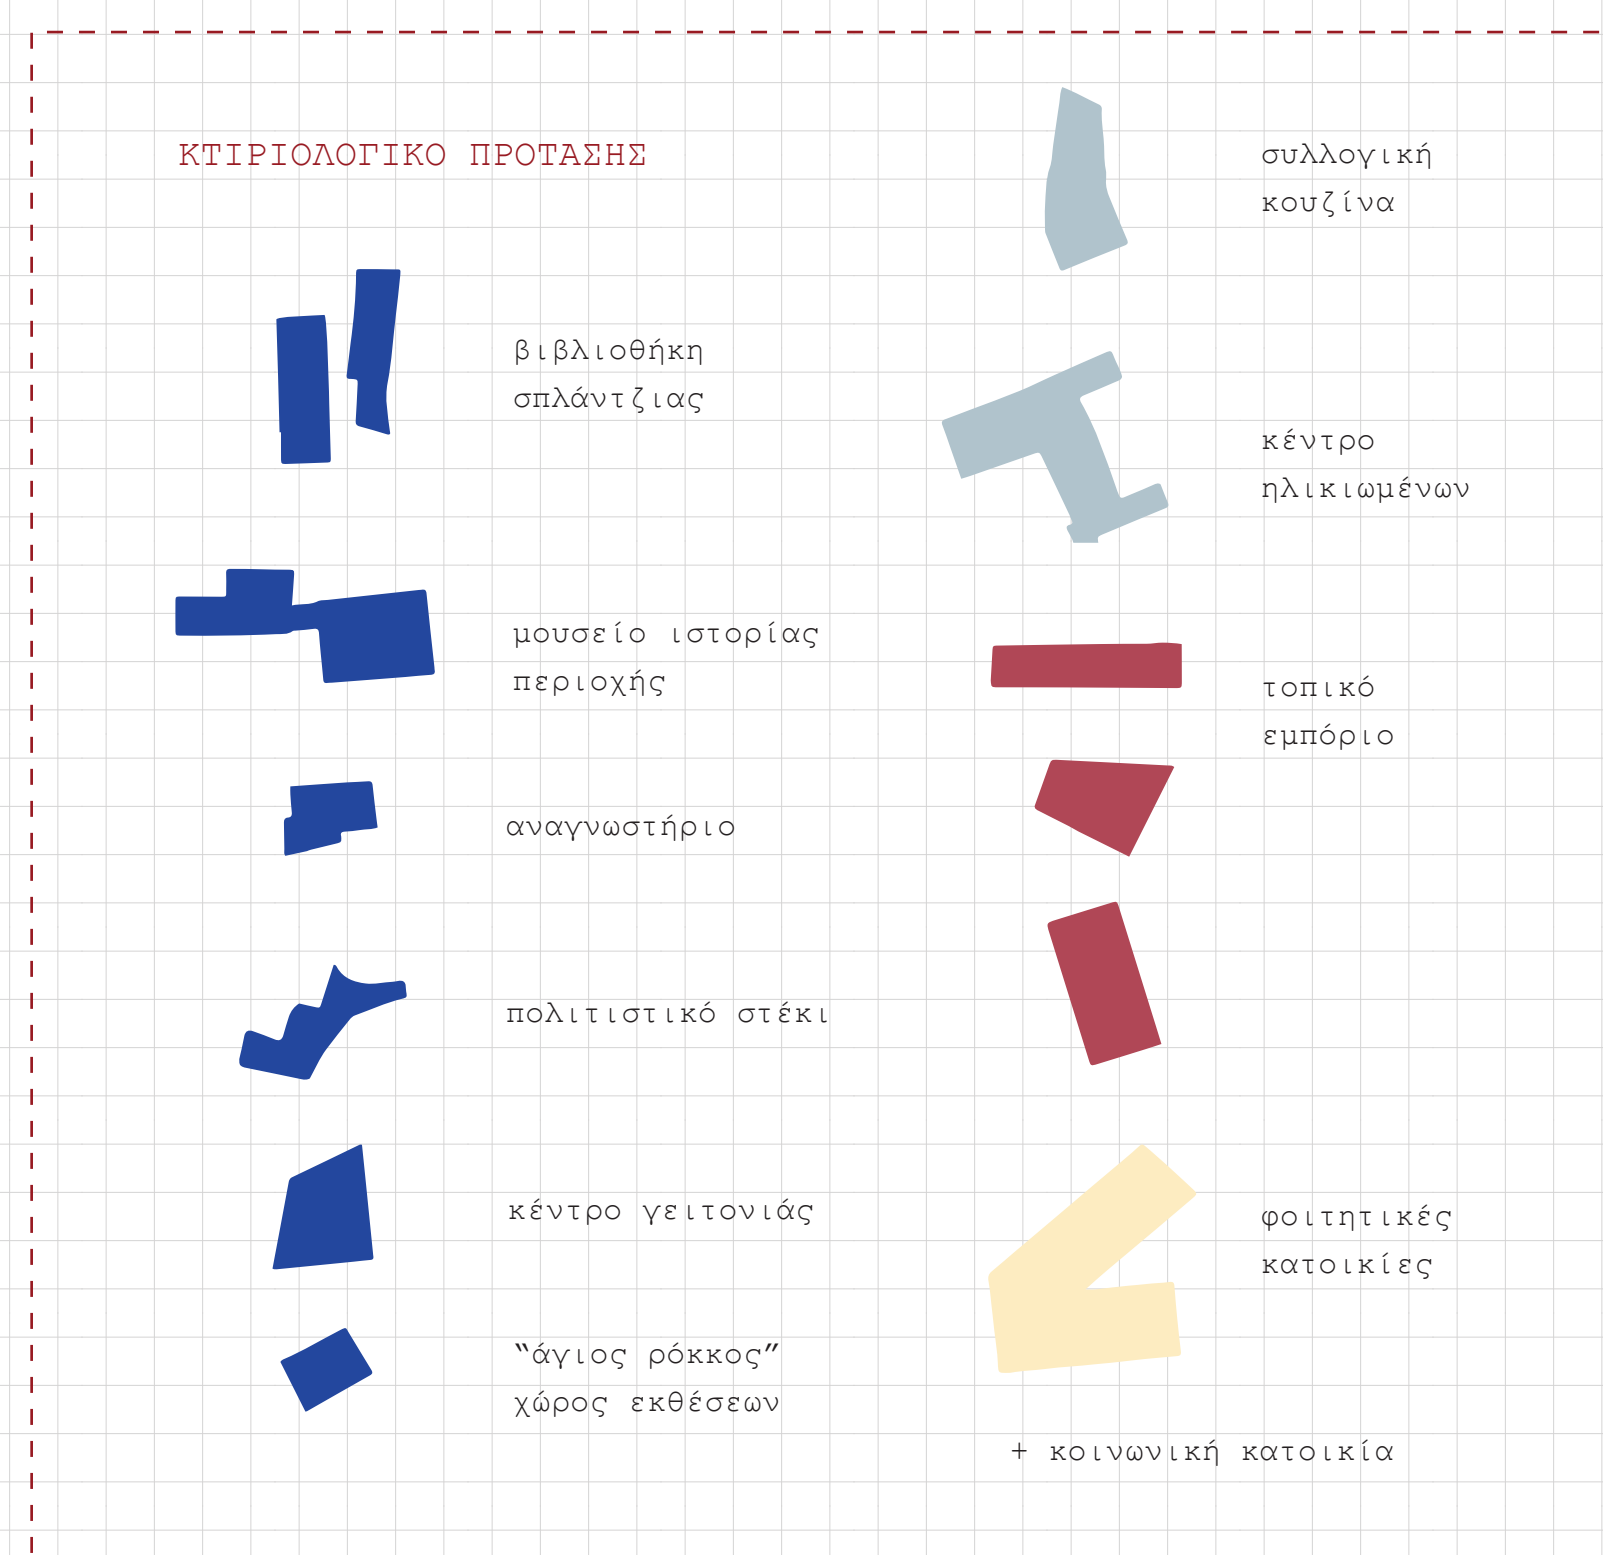 ΚΤΙΡΙΟΛΟΓΙΚΟ ΠΡΟΤΑΣΗΣ
βιβλιοθήκη
σπλάντζιας
μουσείο ιστορίας
περιοχής
αναγνωστήριο
πολιτιστικό στέκι
κέντρο γειτονιάς
“άγιος ρόκκος”
χώρος εκθέσεων
συλλογική
κουζίνα
κέντρο
ηλικιωμένων
τοπικό
εμπόριο
φοιτητικές
κατοικίες
+ κοινωνική κατοικία